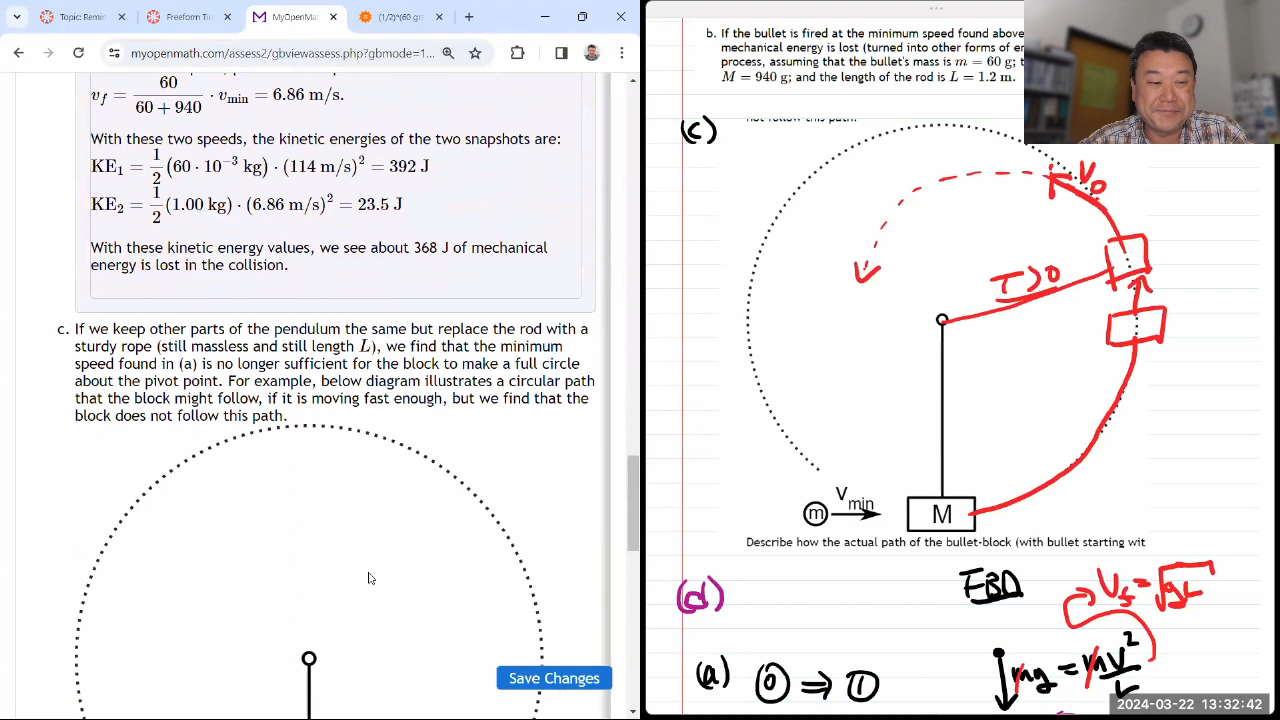 Topic: Remin
Freeform Tim
MyOpenMa
(1/2)*60 gc
myopenmath.com/assess2/gbviewassess.php?gbmode=1...
v_f = 60 / (60 + 940) · v_min = 6.86 m/s.
With these two speeds, the kinetic energies of the two snapshots are:
KE₁ = 1/2 (60 · 10⁻³ kg) · (114 m/s)² = 392 J
KE₂ = 1/2 (1.00 kg) · (6.86 m/s)² = 23.5 J
With these kinetic energy values, we see about 368 J of mechanical
energy is lost in the collision.
c. If we keep other parts of the pendulum the same but replace the rod with a
sturdy rope (still massless and still length L), we find that the minimum
speed found in (a) is no longer sufficient for the block to make a full circle
about the pivot point. For example, below diagram illustrates a circular path
that the block might follow, if it is moving fast enough, but we find that the
block does not follow this path.
Save Changes
b. If the bullet is fired at the minimum speed found above
mechanical energy is lost (turned into other forms of en
process, assuming that the bullet's mass is m = 60 g; t
M = 940 g; and the length of the rod is L = 1.2 m.
(c)
not follow this path.
V₀
T>0
V_min
m
M
Describe how the actual path of the bullet-block (with bullet starting wit
(d)
FBD
V_f = √gL
(a) ⓪ ⇒ ①
mg = mv²/L
2024-03-22 13:32:42